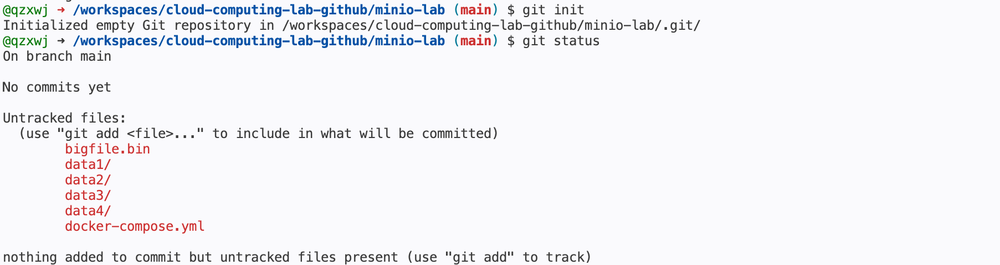 @qzxwj ➜ /workspaces/cloud-computing-lab-github/minio-lab (main) $ git init
Initialized empty Git repository in /workspaces/cloud-computing-lab-github/minio-lab/.git/
@qzxwj ➜ /workspaces/cloud-computing-lab-github/minio-lab (main) $ git status
On branch main
No commits yet
Untracked files:
(use "git add <file>..." to include in what will be committed)
bigfile.bin
data1/
data2/
data3/
data4/
docker-compose.yml
nothing added to commit but untracked files present (use "git add" to track)